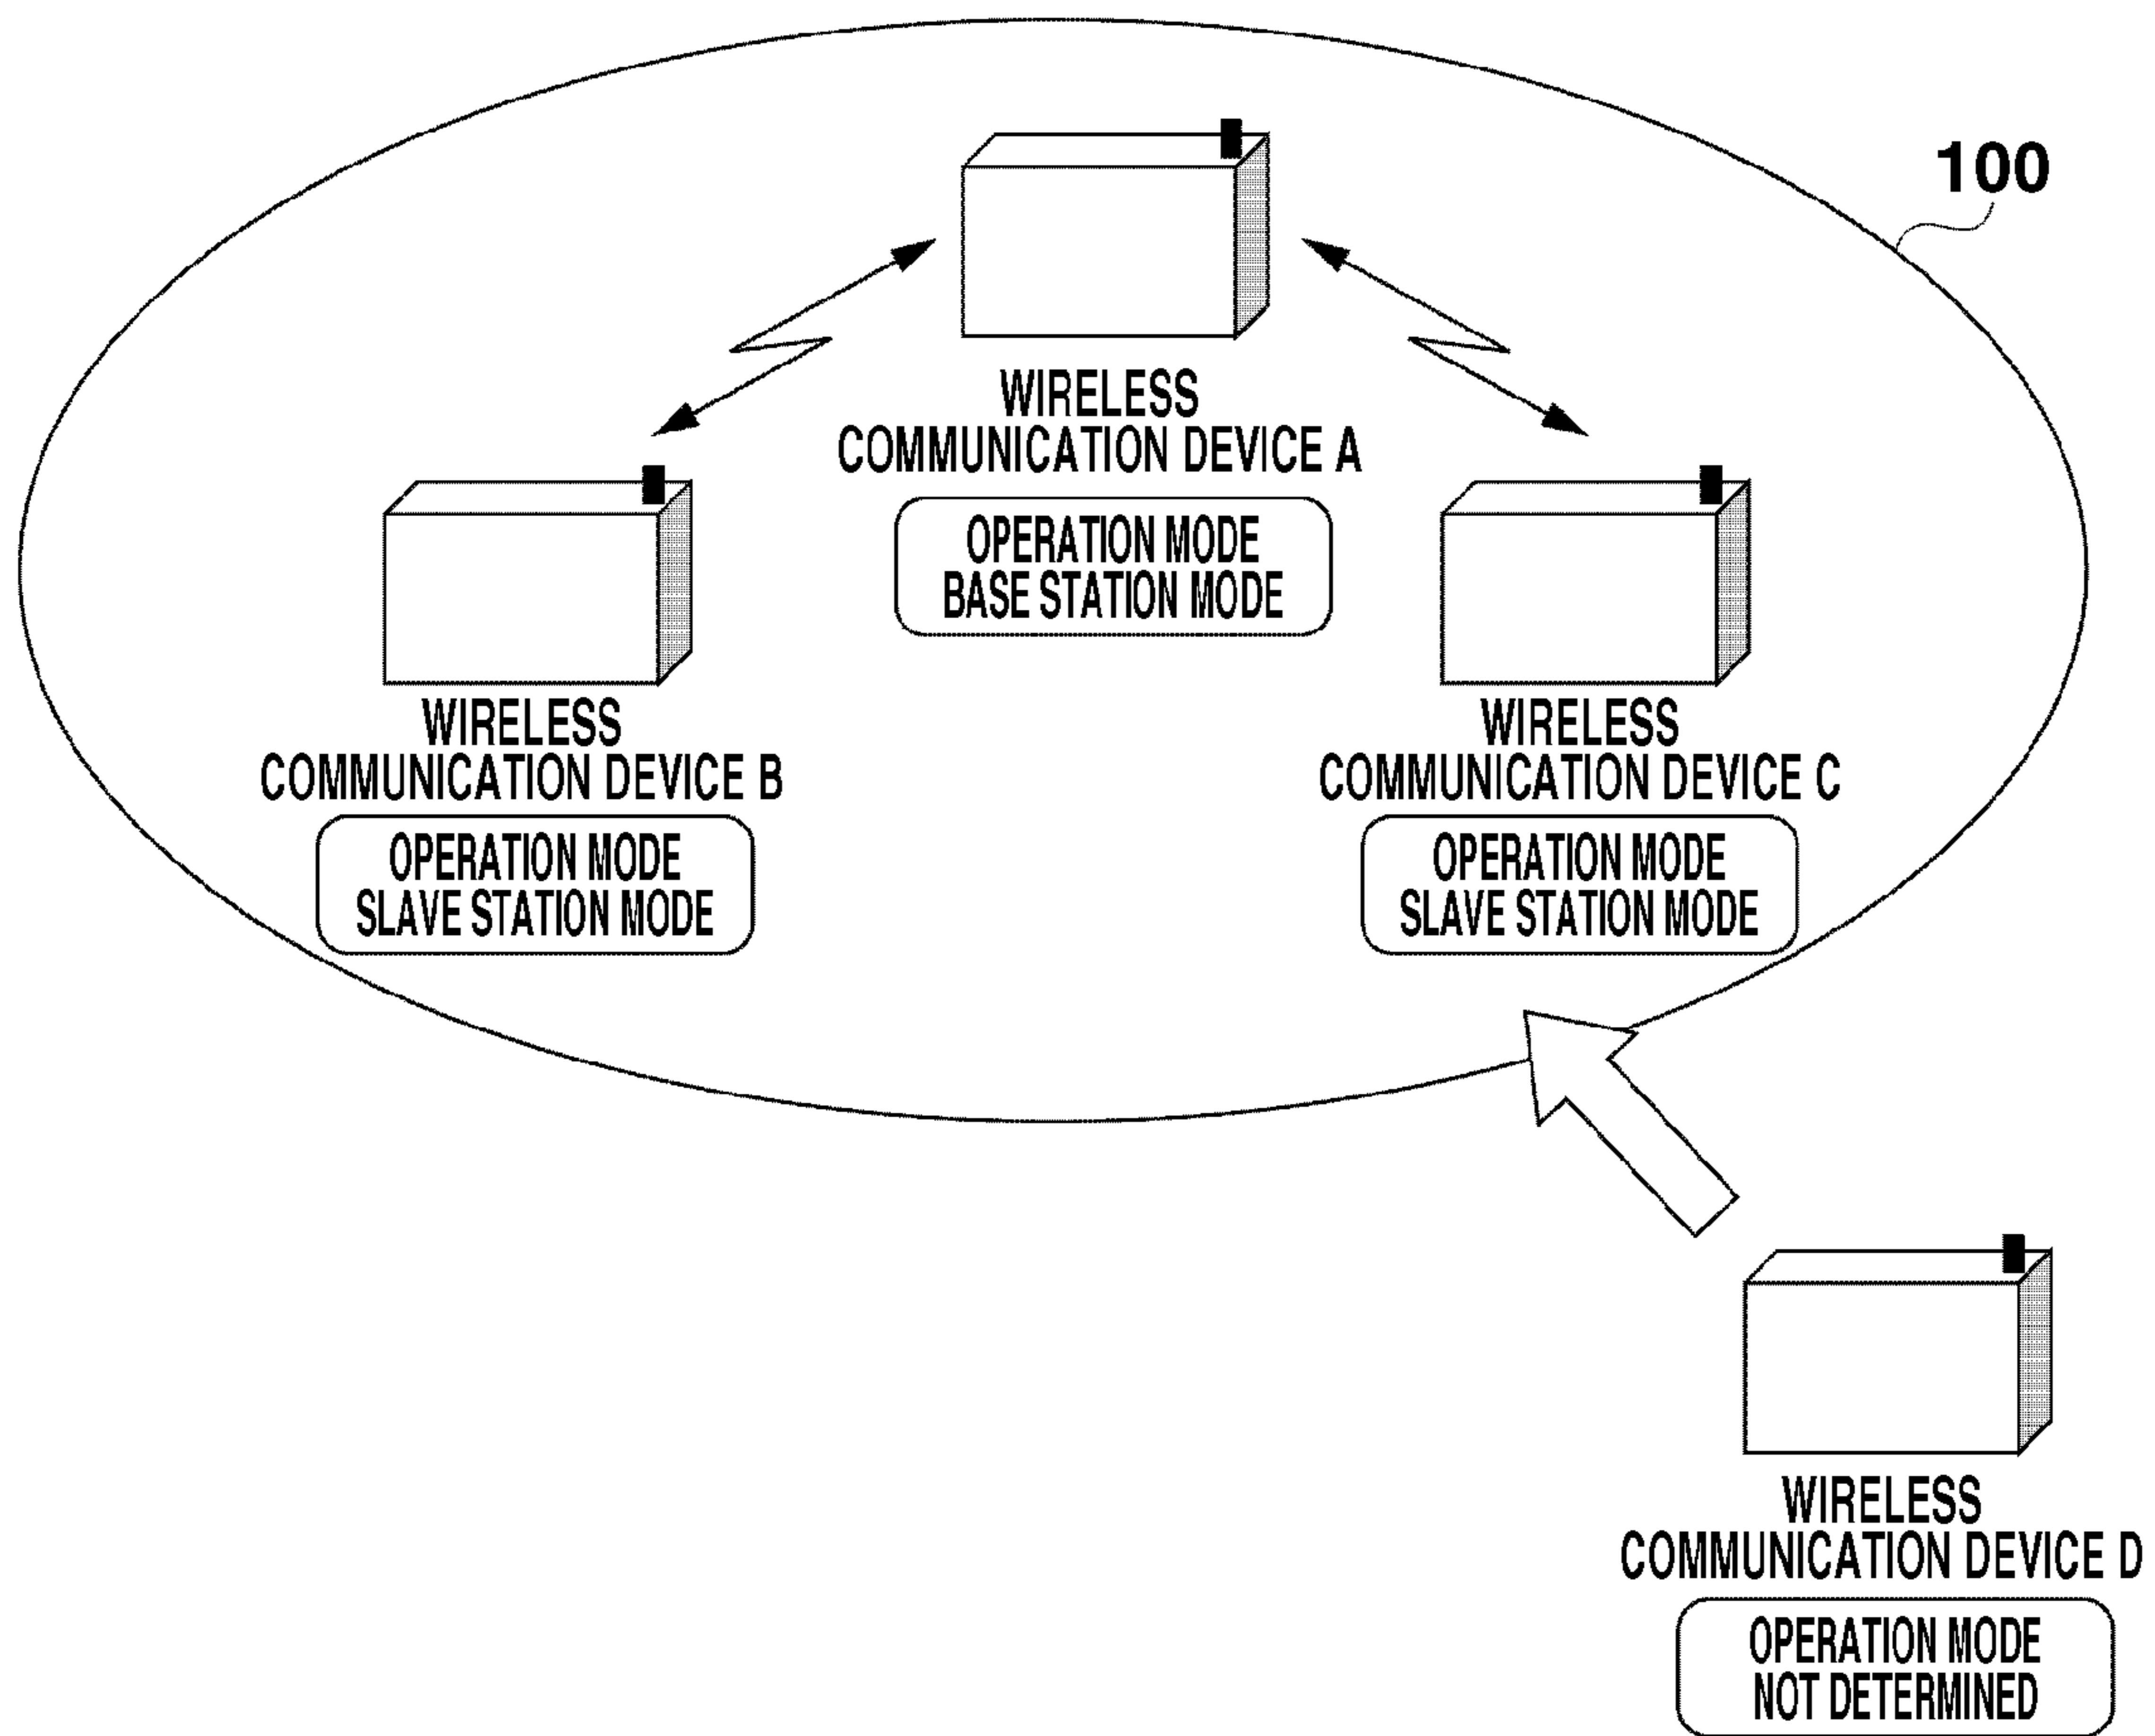 100
WIRELESS
COMMUNICATION DEVICE A
OPERATION MODE
BASE STATION MODE
WIRELESS
COMMUNICATION DEVICE B
OPERATION MODE
SLAVE STATION MODE
WIRELESS
COMMUNICATION DEVICE C
OPERATION MODE
SLAVE STATION MODE
WIRELESS
COMMUNICATION DEVICE D
OPERATION MODE
NOT DETERMINED